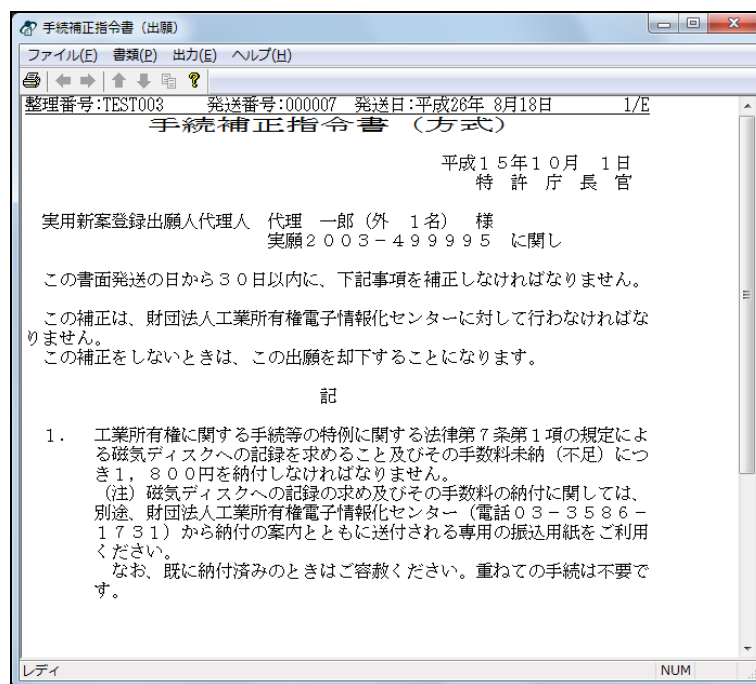 手続補正指令書（出願）
ファイル(F) 書類(P) 出力(E) ヘルプ(H)
整理番号:TEST003 発送番号:000007 発送日:平成26年 8月18日 1/E
手続補正指令書（方式）
平成１５年１０月 １日
特 許 庁 長 官
実用新案登録出願人代理人 代理 一郎（外 １名） 様
実願２００３－４９９９９５ に関し
この書面発送の日から３０日以内に、下記事項を補正しなければなりません。
この補正は、財団法人工業所有権電子情報化センターに対して行わなければな
りません。
この補正をしないときは、この出願を却下することになります。
記
１． 工業所有権に関する手続等の特例に関する法律第７条第１項の規定によ
る磁気ディスクへの記録を求めること及びその手数料未納（不足）につ
き１，８００円を納付しなければなりません。
（注）磁気ディスクへの記録の求め及びその手数料の納付に関しては、
別途、財団法人工業所有権電子情報化センター（電話０３－３５８６－
１７３１）から納付の案内とともに送付される専用の振込用紙をご利用
ください。
なお、既に納付済みのときはご容赦ください。重ねての手続は不要で
す。
レディ NUM